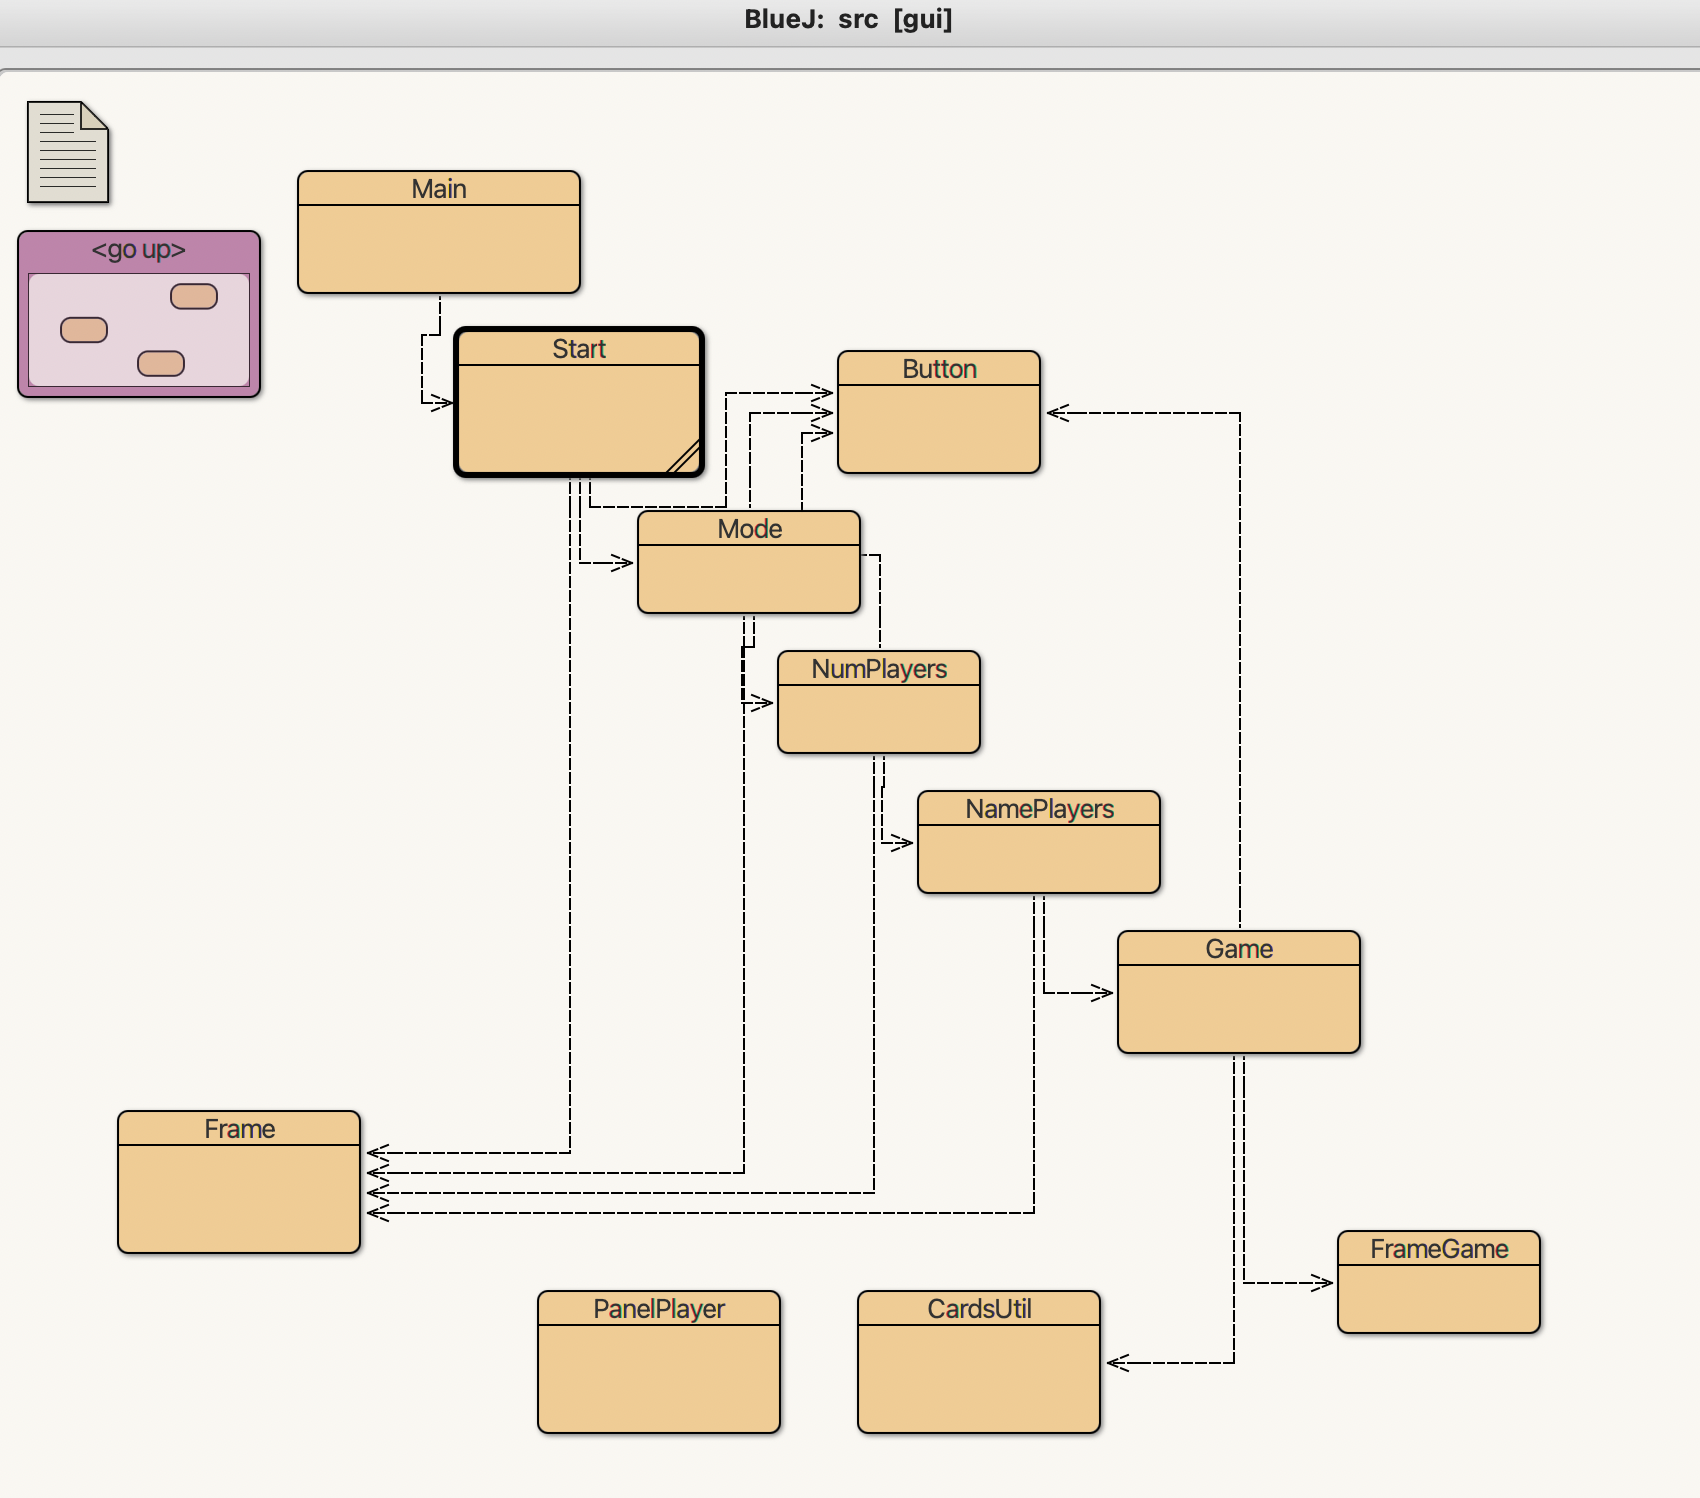 BlueJ: src [gui]
<go up>
Main
Start
Button
Mode
NumPlayers
NamePlayers
Game
Frame
FrameGame
PanelPlayer
CardsUtil